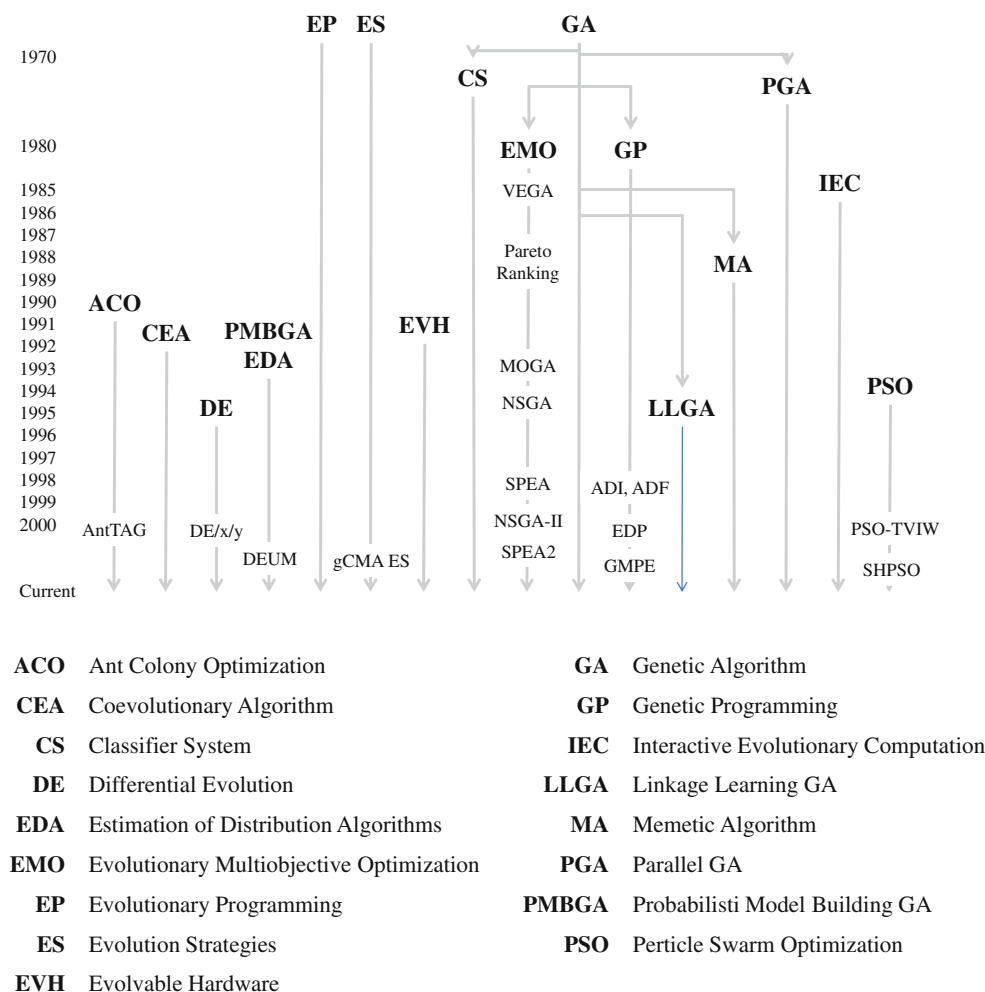 EP ES GA
1970
CS
PGA
1980
EMO GP
1985
VEGA
IEC
1986
1987
1988
Pareto
Ranking
MA
1989
1990
ACO
1991
CEA
PMBGA
EDA
EVH
1992
1993
MOGA
1994
NSGA
PSO
1995
DE
LLGA
1996
1997
1998
SPEA
ADI, ADF
1999
2000
AntTAG
DE/x/y
NSGA-II
EDP
PSO-TVIW
DEUM
gCMA ES
SPEA2
GMPE
SHPSO
Current
ACO Ant Colony Optimization
CEA Coevolutionary Algorithm
CS Classifier System
DE Differential Evolution
EDA Estimation of Distribution Algorithms
EMO Evolutionary Multiobjective Optimization
EP Evolutionary Programming
ES Evolution Strategies
EVH Evolvable Hardware
GA Genetic Algorithm
GP Genetic Programming
IEC Interactive Evolutionary Computation
LLGA Linkage Learning GA
MA Memetic Algorithm
PGA Parallel GA
PMBGA Probabilisti Model Building GA
PSO Perticle Swarm Optimization